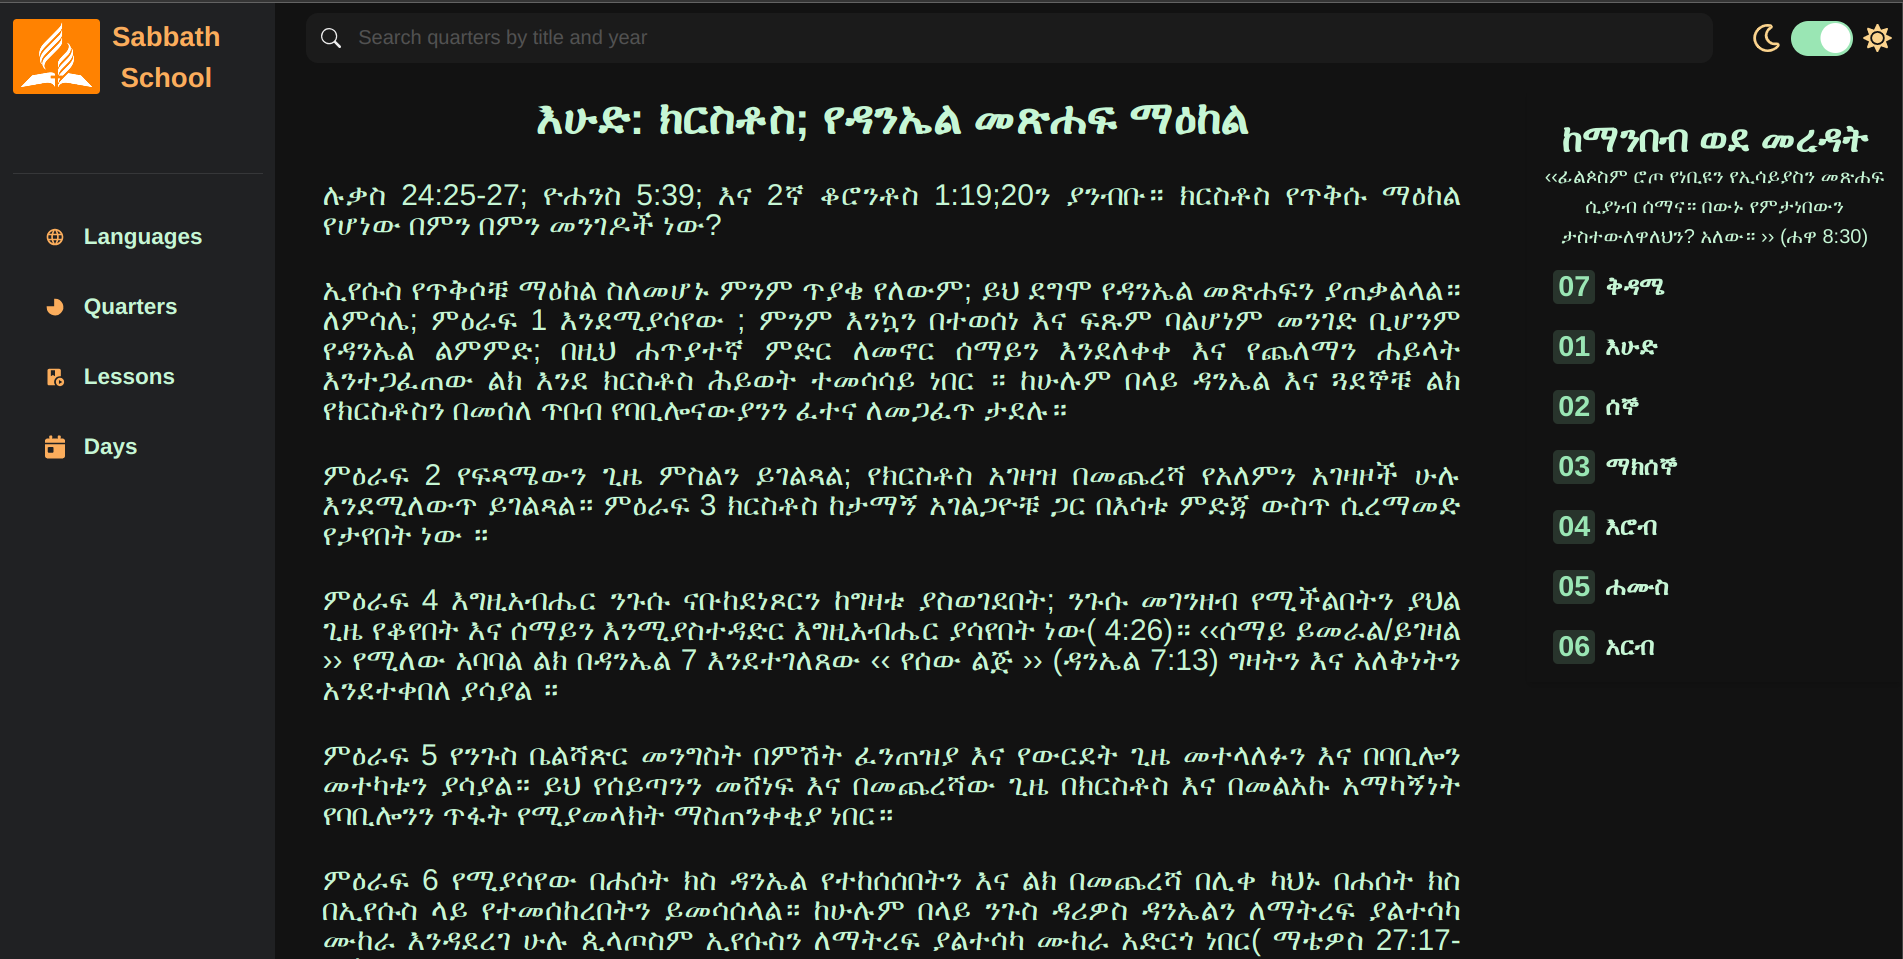 Sabbath
School
Search quarters by title and year
Languages
Quarters
Lessons
Days
እሁድ: ክርስቶስ; የዳንኤል መጽሐፍ ማዕከል
ሉቃስ 24:25-27; ዮሐንስ 5:39; እና 2ኛ ቆሮንቶስ 1:19;20ን ያንብቡ። ክርስቶስ የጥቅሱ ማዕከል
የሆነው በምን በምን መንገዶች ነው?
ኢየሱስ የጥቅሶቹ ማዕከል ስለመሆኑ ምንም ጥያቄ የለውም; ይህ ደግሞ የዳንኤል መጽሐፍን ያጠቃልላል።
ለምሳሌ; ምዕራፍ 1 እንደሚያሳየው ; ምንም እንኳን በተወሰነ እና ፍጹም ባልሆነም መንገድ ቢሆንም
የዳንኤል ልምምድ; በዚህ ሐጥያተኛ ምድር ለመኖር ሰማይን እንደለቀቀ እና የጨለማን ሐይላት
እንተጋፈጠው ልክ እንደ ክርስቶስ ሕይወት ተመሳሳይ ነበር ። ከሁሉም በላይ ዳንኤል እና ጓደኞቹ ልክ
የክርስቶስን በመሰለ ጥበብ የባቢሎናውያንን ፈተና ለመጋፈጥ ታደሉ።
ምዕራፍ 2 የፍጻሜውን ጊዜ ምስልን ይገልጻል; የክርስቶስ አገዛዝ በመጨረሻ የአለምን አገዛዞች ሁሉ
እንደሚለውጥ ይገልጻል። ምዕራፍ 3 ክርስቶስ ከታማኝ አገልጋዮቹ ጋር በእሳቱ ምድጃ ውስጥ ሲረማመድ
የታየበት ነው ።
ምዕራፍ 4 እግዚአብሔር ንጉሱ ናቡከደነጾርን ከግዛቱ ያስወገደበት; ንጉሱ መገንዘብ የሚችልበትን ያህል
ጊዜ የቆየበት እና ሰማይን እንሚያስተዳድር እግዚአብሔር ያሳየበት ነው( 4:26)። ‹‹ሰማይ ይመራል/ይገዛል
›› የሚለው አባባል ልክ በዳንኤል 7 እንደተገለጸው ‹‹ የሰው ልጅ ›› (ዳንኤል 7:13) ግዛትን እና አለቅነትን
አንደተቀበለ ያሳያል ።
ምዕራፍ 5 የንጉስ ቤልሻጽር መንግስት በምሽት ፈንጠዝያ እና የውርደት ጊዜ መተላለፉን እና በባቢሎን
መተካቱን ያሳያል። ይህ የሰይጣንን መሸነፍ እና በመጨረሻው ጊዜ በክርስቶስ እና በመልአኩ አማካኝነት
የባቢሎንን ጥፋት የሚያመላክት ማስጠንቀቂያ ነበር።
ምዕራፍ 6 የሚያሳየው በሐሰት ክስ ዳንኤል የተከሰሰበትን እና ልክ በመጨረሻ በሊቀ ካህኑ በሐሰት ክስ
በኢየሱስ ላይ የተመሰከረበትን ይመሳሰላል። ከሁሉም በላይ ንጉስ ዳሪዎስ ዳንኤልን ለማትረፍ ያልተሳካ
ሙከራ እንዳደረገ ሁሉ ጲላጦስም ኢየሱስን ለማትረፍ ያልተሳካ ሙከራ አድርጎ ነበር( ማቴዎስ 27:17-
ከማንበብ ወደ መረዳት
‹‹ፊልጶስም ሮጦ የነቢዩን የኢሳይያስን መጽሐፍ
ሲያነብ ሰማና። በውኑ የምታነበውን
ታስተውለዋለህን? አለው። ›› (ሐዋ 8:30)
07 ቅዳሜ
01 እሁድ
02 ሰኞ
03 ማክሰኞ
04 እሮብ
05 ሐሙስ
06 አርብ